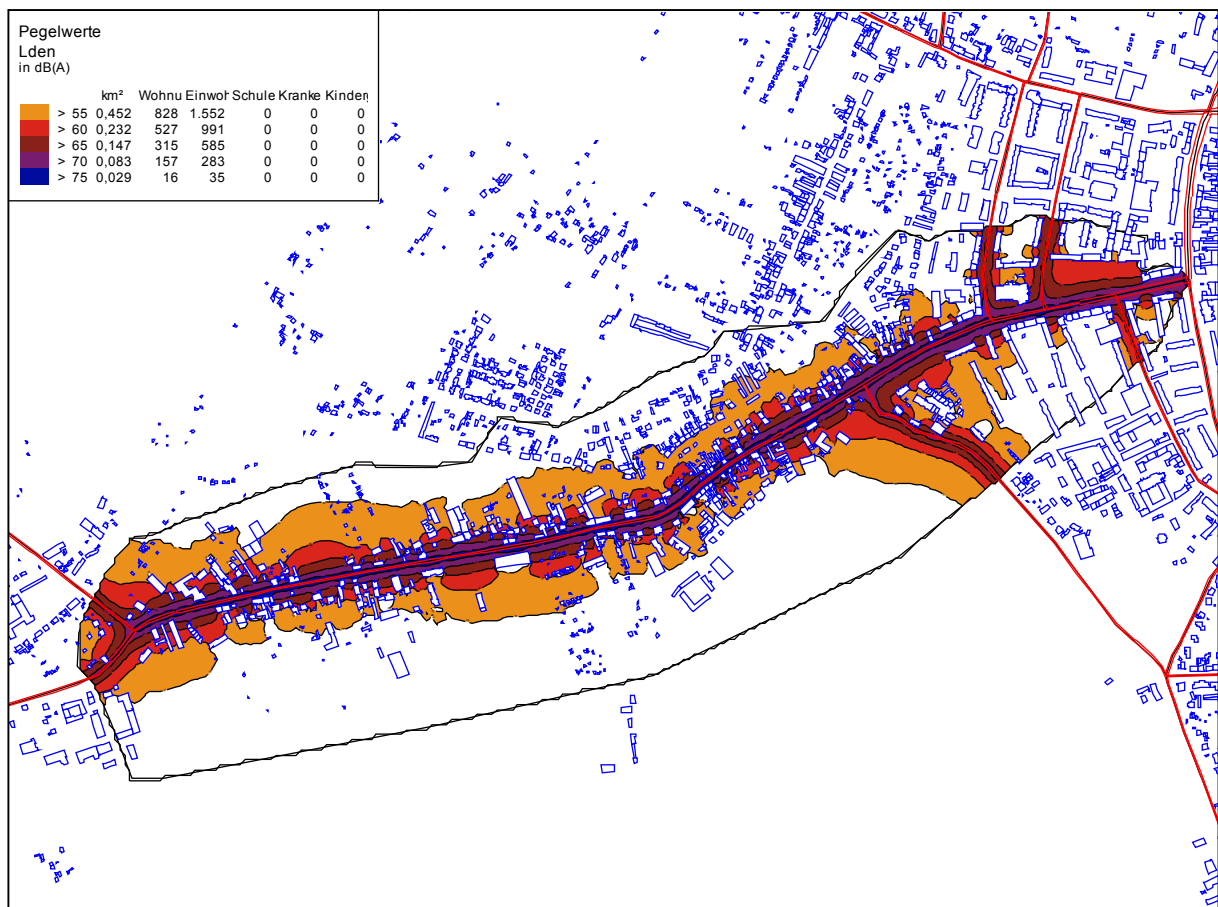 Pegelwerte
Lden
in dB(A)
km² Wohnu Einwoh Schule Kranke Kinderg
> 55 0,452 828 1.552 0 0 0
> 60 0,232 527 991 0 0 0
> 65 0,147 315 585 0 0 0
> 70 0,083 157 283 0 0 0
> 75 0,029 16 35 0 0 0